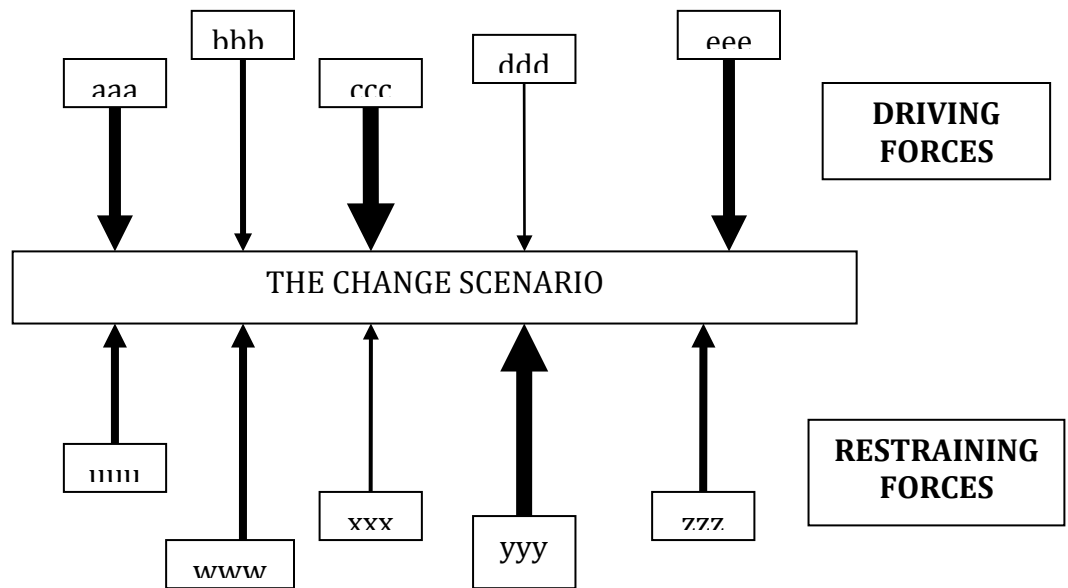 bbb
eee
ddd
aaa
ccc
DRIVING
FORCES
THE CHANGE SCENARIO
RESTRAINING
FORCES
xxx
zzz
yyy
www